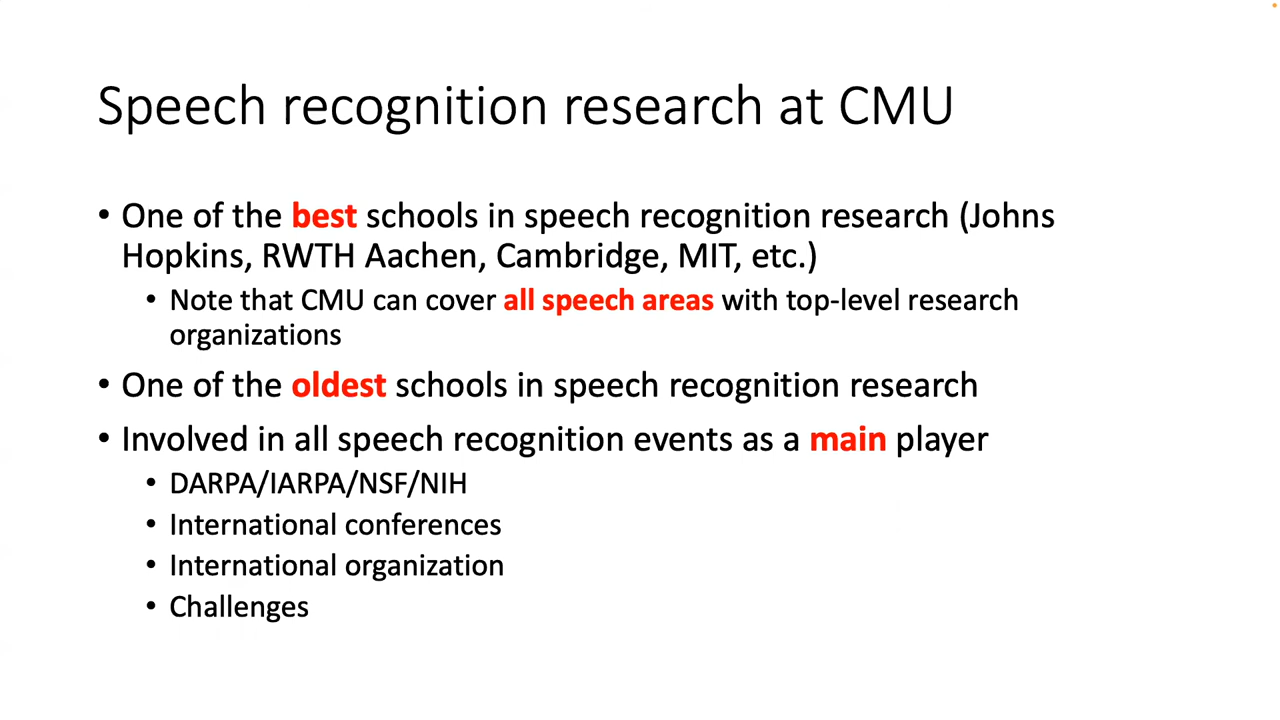 Speech recognition research at CMU
• One of the best schools in speech recognition research (Johns
Hopkins, RWTH Aachen, Cambridge, MIT, etc.)
• Note that CMU can cover all speech areas with top-level research
organizations
• One of the oldest schools in speech recognition research
• Involved in all speech recognition events as a main player
• DARPA/IARPA/NSF/NIH
• International conferences
• International organization
• Challenges